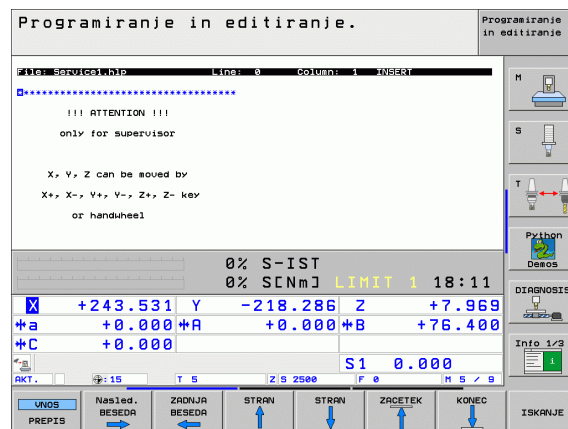 Programiranje in editiranje.
Programiranje
in editiranje
File: Service1.hlp Line: 0 Column: 1 INSERT
************************************
!!! ATTENTION !!!
only for supervisor
X, Y, Z can be moved by
X+, X-, Y+, Y-, Z+, Z- key
or handwheel
M
S
T
Python
Demos
DIAGNOSIS
Info 1/3
i
0% S-IST
0% S[Nm] LIMIT 1 18:11
X +243.531 Y -218.286 Z +7.969
a +0.000 A +0.000 B +76.400
C +0.000
S1 0.000
AKT. :15 T 5 Z S 2500 F 0 M 5 / 9
VNOS
PREPIS
Nasled.
BESEDA
ZADNJA
BESEDA
STRAN
STRAN
ZACETEK
KONEC
ISKANJE